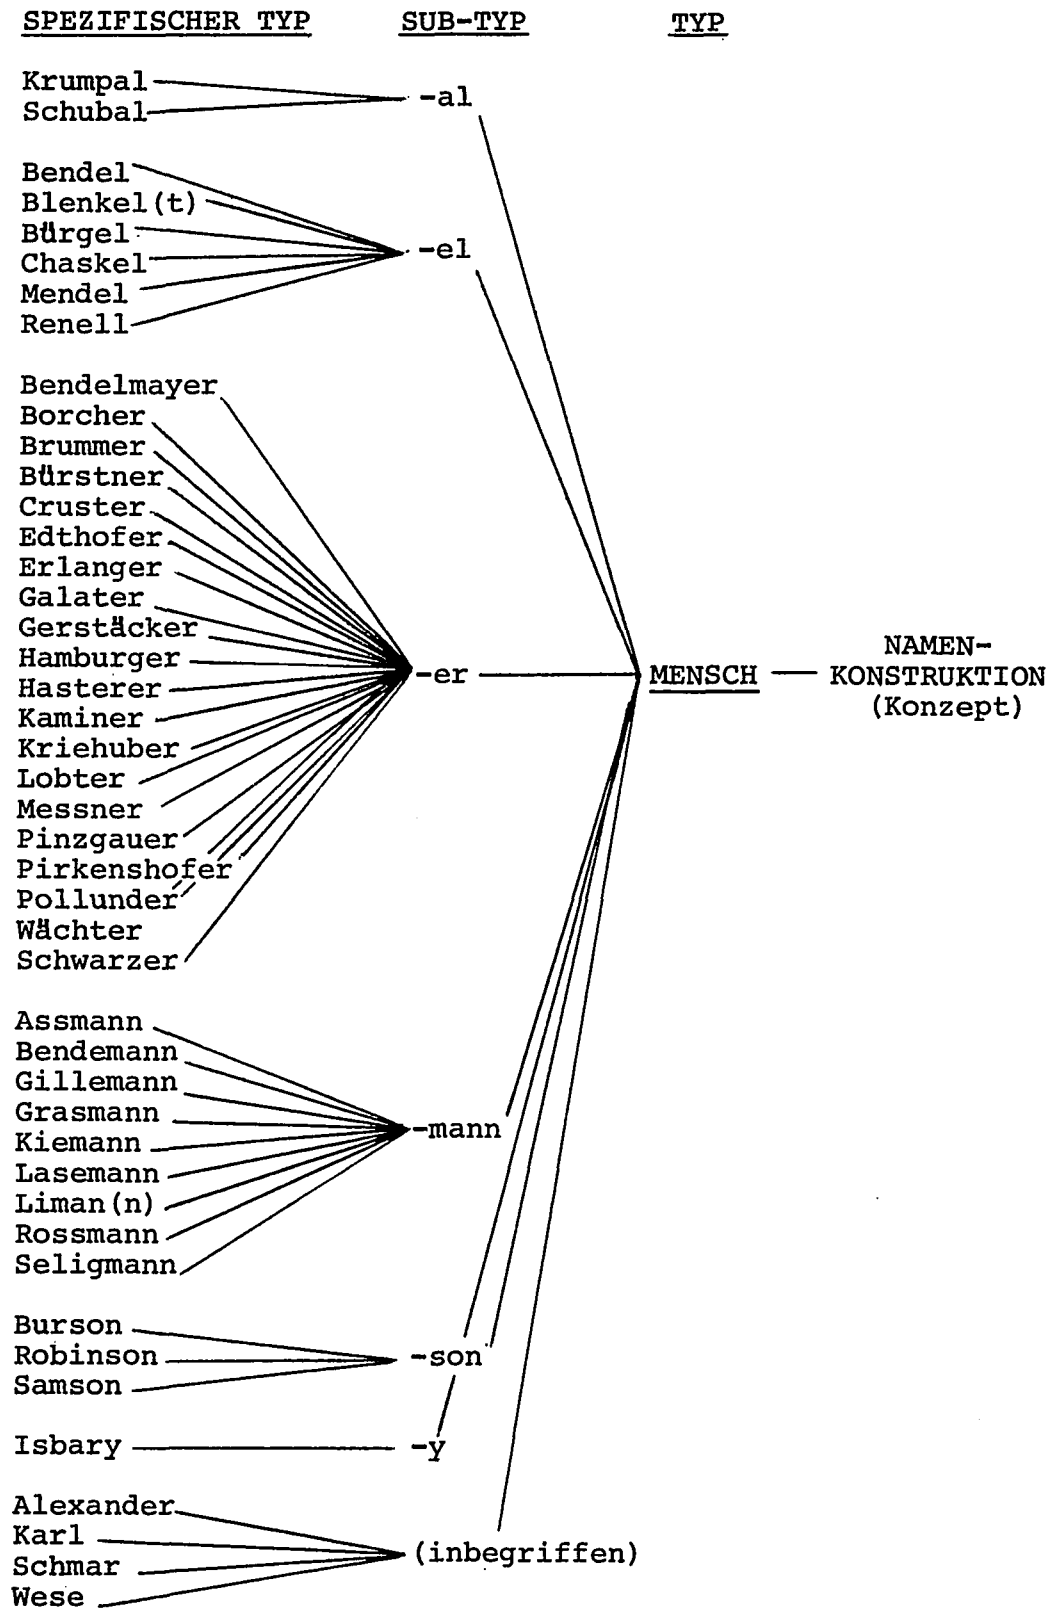 SPEZIFISCHER TYP SUB-TYP TYP
Krumpal
Schubal
-al
Bendel
Blenkel(t)
Bürgel
Chaskel
Mendel
Renell
-el
Bendelmayer
Borcher
Brummer
Bürstner
Cruster
Edthofer
Erlanger
Galater
Gerstäcker
Hamburger
Hasterer
Kaminer
Kriehuber
Lobter
Messner
Pinzgauer
Pirkenshofer
Pollunder
Wächter
Schwarzer
-er
MENSCH
NAMEN-
KONSTRUKTION
(Konzept)
Assmann
Bendemann
Gillemann
Grasmann
Kiemann
Lasemann
Liman(n)
Rossmann
Seligmann
-mann
Burson
Robinson
Samson
-son
Isbary
-y
Alexander
Karl
Schmar
Wese
(inbegriffen)